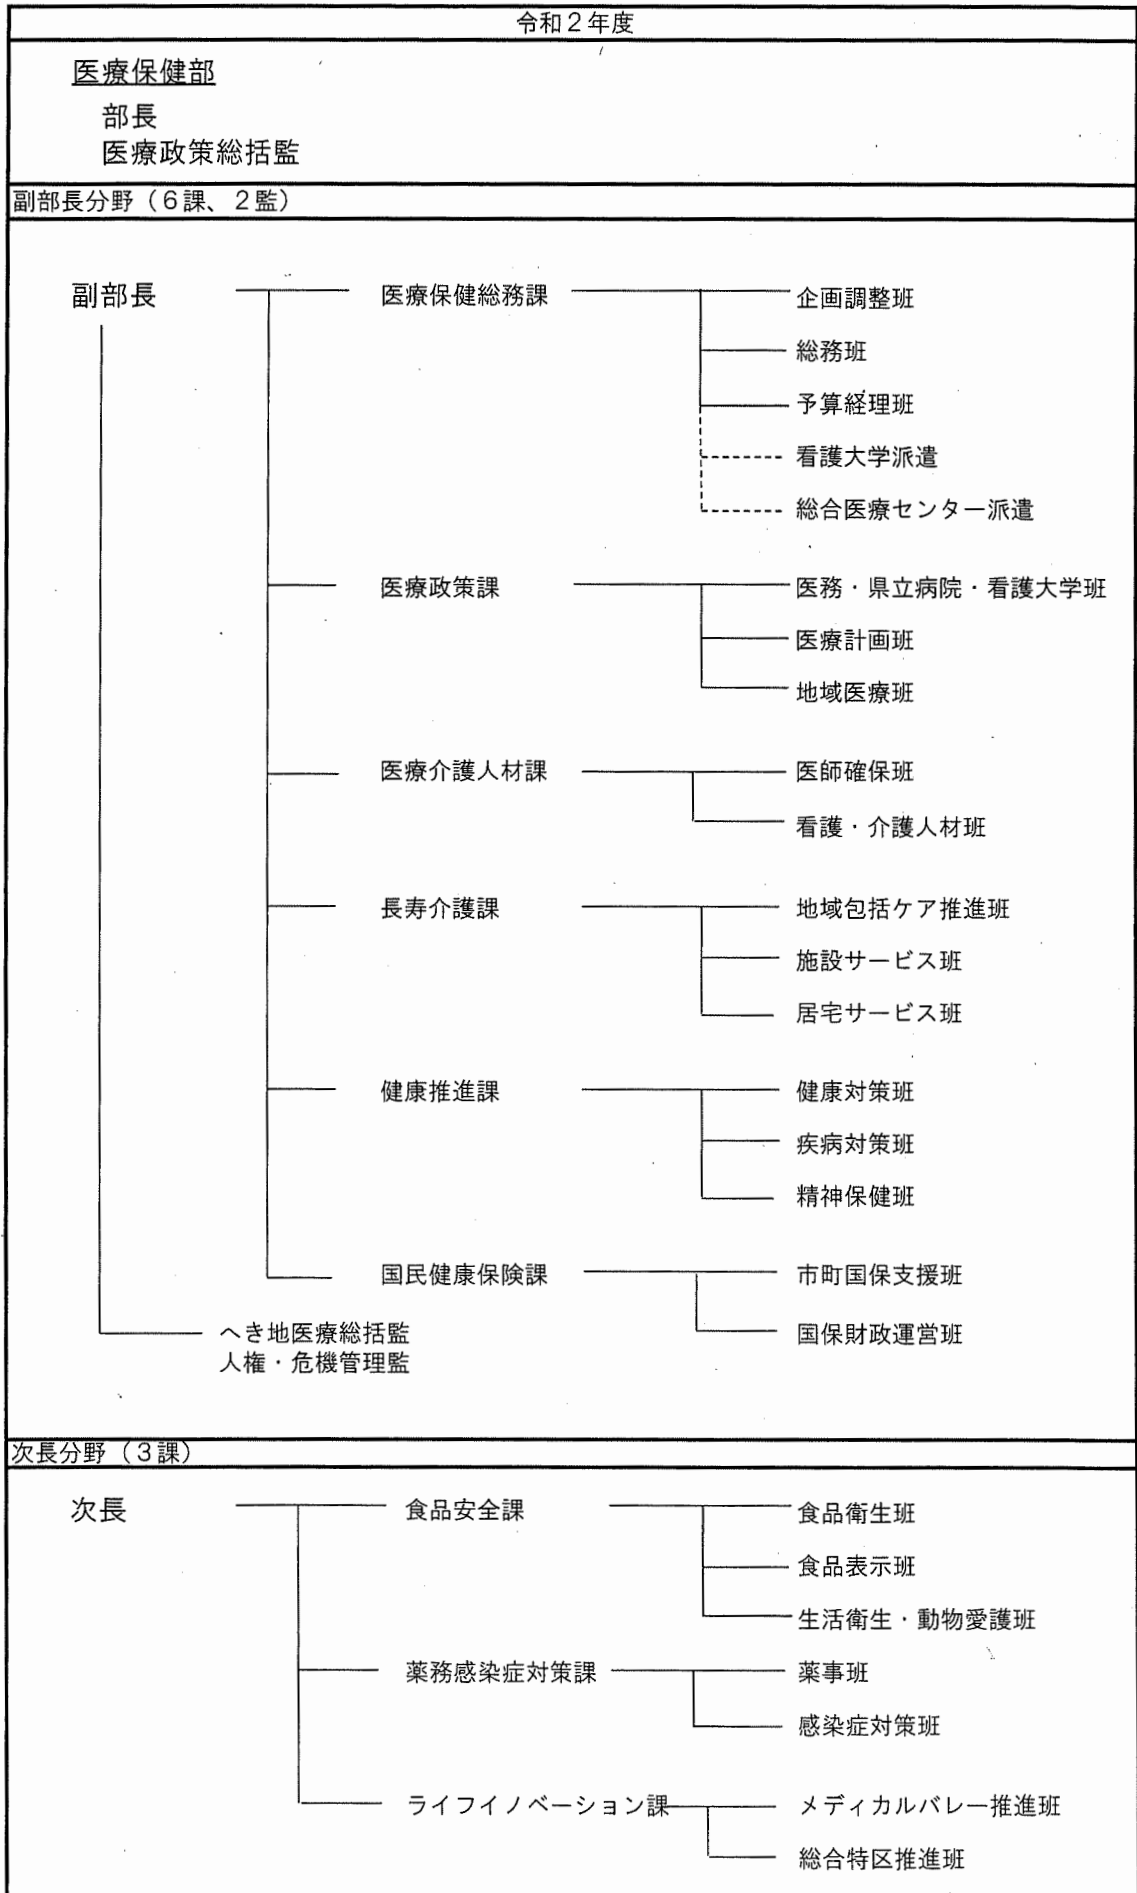 令和２年度
医療保健部
部長
医療政策総括監
副部長分野（６課、２監）
副部長
医療保健総務課
企画調整班
総務班
予算経理班
看護大学派遣
総合医療センター派遣
医療政策課
医務・県立病院・看護大学班
医療計画班
地域医療班
医療介護人材課
医師確保班
看護・介護人材班
長寿介護課
地域包括ケア推進班
施設サービス班
居宅サービス班
健康推進課
健康対策班
疾病対策班
精神保健班
国民健康保険課
市町国保支援班
国保財政運営班
へき地医療総括監
人権・危機管理監
次長分野（３課）
次長
食品安全課
食品衛生班
食品表示班
生活衛生・動物愛護班
薬務感染症対策課
薬事班
感染症対策班
ライフイノベーション課
メディカルバレー推進班
総合特区推進班